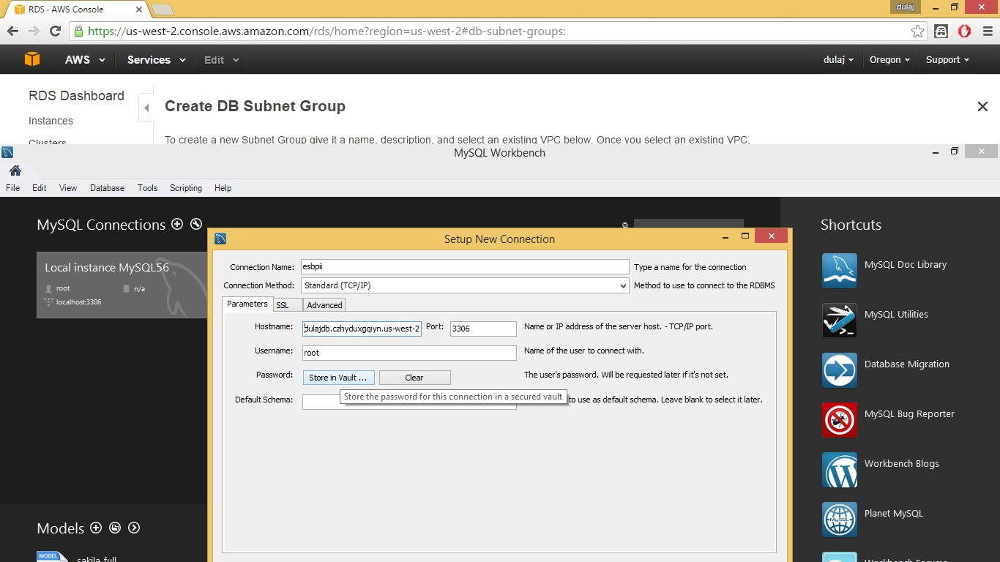 RDS · AWS Console
dulaj
https://us-west-2.console.aws.amazon.com/rds/home?region=us-west-2#db-subnet-groups:
AWS Services Edit dulaj Oregon Support
RDS Dashboard
Instances
Clusters
Create DB Subnet Group
To create a new Subnet Group give it a name, description, and select an existing VPC below. Once you select an existing VPC,
MySQL Workbench
File Edit View Database Tools Scripting Help
MySQL Connections
Local instance MySQL56
root n/a
localhost:3306
Setup New Connection
Connection Name: esbpii Type a name for the connection
Connection Method: Standard (TCP/IP) Method to use to connect to the RDBMS
Parameters SSL Advanced
Hostname: dulajdb.czhyduxgqiyn.us-west-2 Port: 3306 Name or IP address of the server host. - TCP/IP port.
Username: root Name of the user to connect with.
Password: Store in Vault ... Clear The user's password. Will be requested later if it's not set.
Store the password for this connection in a secured vault
Default Schema: to use as default schema. Leave blank to select it later.
Shortcuts
MySQL Doc Library
MySQL Utilities
Database Migration
MySQL Bug Reporter
Workbench Blogs
Planet MySQL
MySQL
Workbench Forums
Models
MODEL
sakila_full